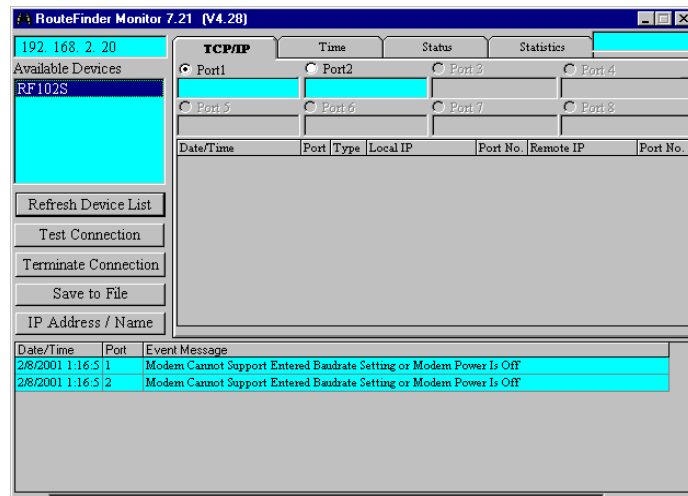 RouteFinder Monitor 7.21 (V4.28)
192. 168. 2. 20
TCP/IP Time Status Statistics
Available Devices
RF102S
Port1 Port2 Port 3 Port 4
Port 5 Port 6 Port 7 Port 8
Date/Time Port Type Local IP Port No. Remote IP Port No.
Refresh Device List
Test Connection
Terminate Connection
Save to File
IP Address / Name
Date/Time Port Event Message
2/8/2001 1:16:5 1 Modem Cannot Support Entered Baudrate Setting or Modem Power Is Off
2/8/2001 1:16:5 2 Modem Cannot Support Entered Baudrate Setting or Modem Power Is Off